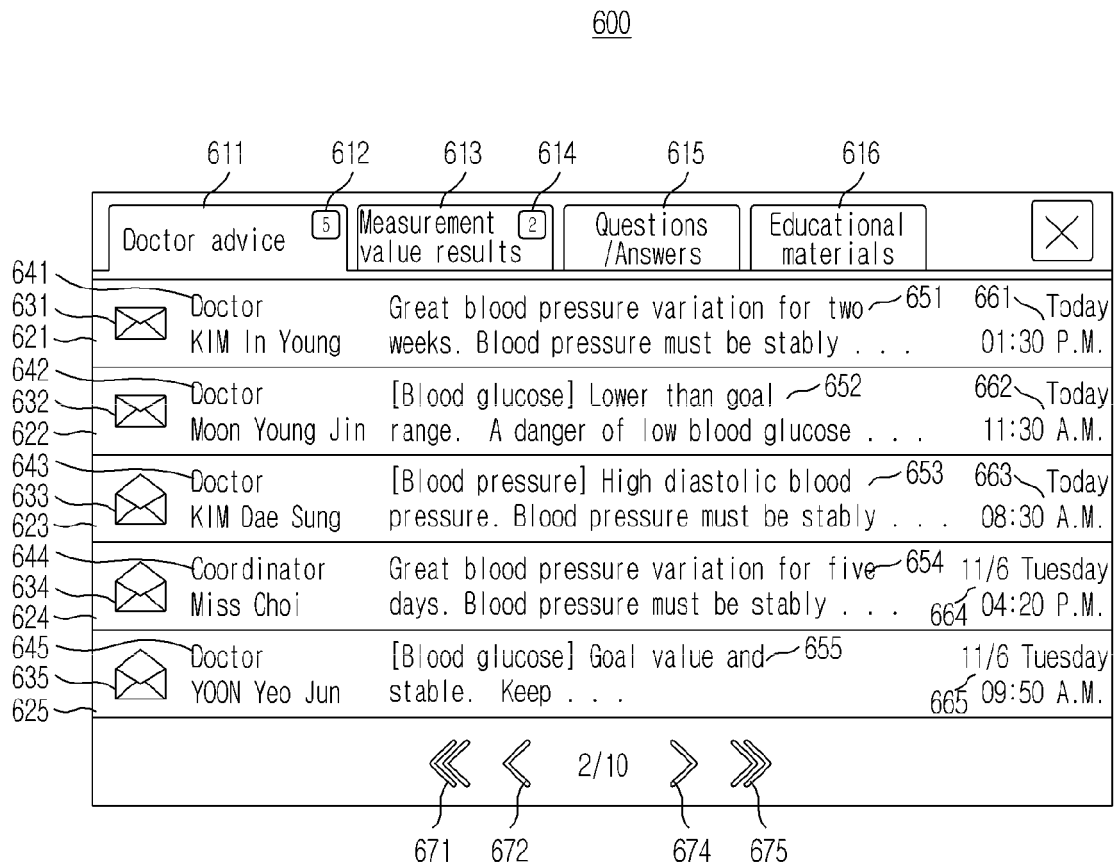 600
611 612 613 614 615 616
Doctor advice 5 Measurement value results 2 Questions /Answers Educational materials
641
631
621
Doctor Great blood pressure variation for two 651 661 Today
KIM In Young weeks. Blood pressure must be stably . . . 01:30 P.M.
642
632
622
Doctor [Blood glucose] Lower than goal 652 662 Today
Moon Young Jin range. A danger of low blood glucose . . . 11:30 A.M.
643
633
623
Doctor [Blood pressure] High diastolic blood 653 663 Today
KIM Dae Sung pressure. Blood pressure must be stably . . . 08:30 A.M.
644
634
624
Coordinator Great blood pressure variation for five 654 11/6 Tuesday
Miss Choi days. Blood pressure must be stably . . . 664 04:20 P.M.
645
635
625
Doctor [Blood glucose] Goal value and 655 11/6 Tuesday
YOON Yeo Jun stable. Keep . . . 665 09:50 A.M.
2/10
671 672 674 675